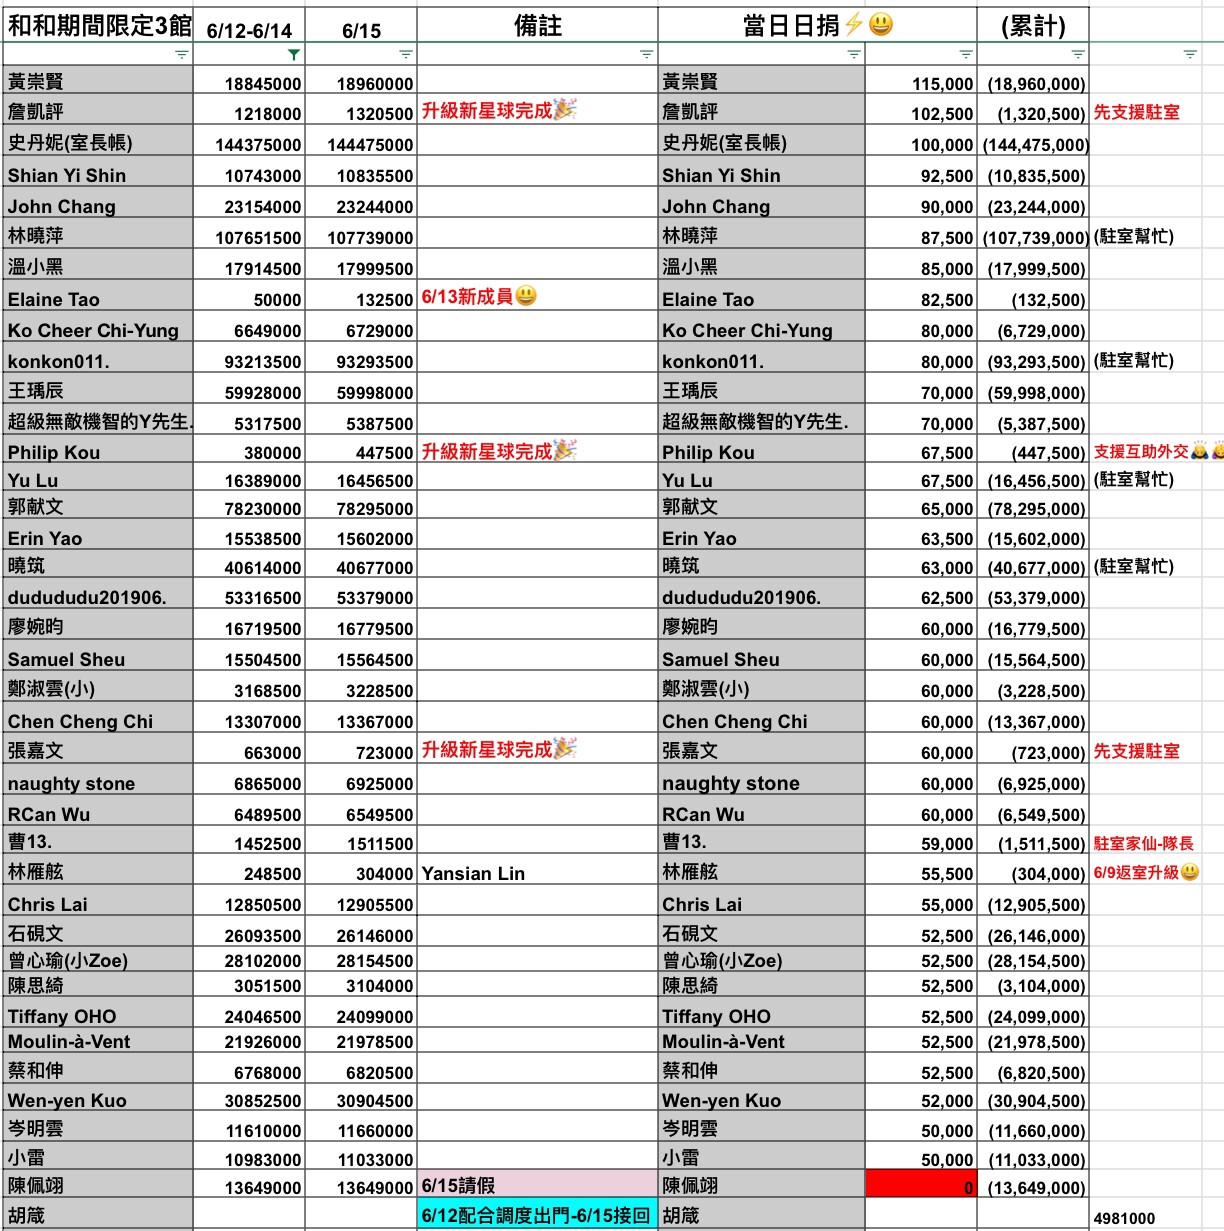 和和期間限定3館 6/12-6/14 6/15 備註 當日日捐⚡😃 (累計)
黃崇賢 18845000 18960000 黃崇賢 115,000 (18,960,000)
詹凱評 1218000 1320500 升級新星球完成🎉 詹凱評 102,500 (1,320,500) 先支援駐室
史丹妮(室長帳) 144375000 144475000 史丹妮(室長帳) 100,000 (144,475,000)
Shian Yi Shin 10743000 10835500 Shian Yi Shin 92,500 (10,835,500)
John Chang 23154000 23244000 John Chang 90,000 (23,244,000)
林曉萍 107651500 107739000 林曉萍 87,500 (107,739,000) (駐室幫忙)
溫小黑 17914500 17999500 溫小黑 85,000 (17,999,500)
Elaine Tao 50000 132500 6/13新成員😃 Elaine Tao 82,500 (132,500)
Ko Cheer Chi-Yung 6649000 6729000 Ko Cheer Chi-Yung 80,000 (6,729,000)
konkon011. 93213500 93293500 konkon011. 80,000 (93,293,500) (駐室幫忙)
王瑀辰 59928000 59998000 王瑀辰 70,000 (59,998,000)
超級無敵機智的Y先生. 5317500 5387500 超級無敵機智的Y先生. 70,000 (5,387,500)
Philip Kou 380000 447500 升級新星球完成🎉 Philip Kou 67,500 (447,500) 支援互助外交🙇🙇‍♀️
Yu Lu 16389000 16456500 Yu Lu 67,500 (16,456,500) (駐室幫忙)
郭献文 78230000 78295000 郭献文 65,000 (78,295,000)
Erin Yao 15538500 15602000 Erin Yao 63,500 (15,602,000)
曉筑 40614000 40677000 曉筑 63,000 (40,677,000) (駐室幫忙)
dudududu201906. 53316500 53379000 dudududu201906. 62,500 (53,379,000)
廖婉昀 16719500 16779500 廖婉昀 60,000 (16,779,500)
Samuel Sheu 15504500 15564500 Samuel Sheu 60,000 (15,564,500)
鄭淑雲(小) 3168500 3228500 鄭淑雲(小) 60,000 (3,228,500)
Chen Cheng Chi 13307000 13367000 Chen Cheng Chi 60,000 (13,367,000)
張嘉文 663000 723000 升級新星球完成🎉 張嘉文 60,000 (723,000) 先支援駐室
naughty stone 6865000 6925000 naughty stone 60,000 (6,925,000)
RCan Wu 6489500 6549500 RCan Wu 60,000 (6,549,500)
曹13. 1452500 1511500 曹13. 59,000 (1,511,500) 駐室家仙-隊長
林雁舷 248500 304000 Yansian Lin 林雁舷 55,500 (304,000) 6/9返室升級😃
Chris Lai 12850500 12905500 Chris Lai 55,000 (12,905,500)
石硯文 26093500 26146000 石硯文 52,500 (26,146,000)
曾心瑜(小Zoe) 28102000 28154500 曾心瑜(小Zoe) 52,500 (28,154,500)
陳思綺 3051500 3104000 陳思綺 52,500 (3,104,000)
Tiffany OHO 24046500 24099000 Tiffany OHO 52,500 (24,099,000)
Moulin-à-Vent 21926000 21978500 Moulin-à-Vent 52,500 (21,978,500)
蔡和伸 6768000 6820500 蔡和伸 52,500 (6,820,500)
Wen-yen Kuo 30852500 30904500 Wen-yen Kuo 52,000 (30,904,500)
岑明雲 11610000 11660000 岑明雲 50,000 (11,660,000)
小雷 10983000 11033000 小雷 50,000 (11,033,000)
陳佩翊 13649000 13649000 6/15請假 陳佩翊 0 (13,649,000)
胡箴 6/12配合調度出門-6/15接回 胡箴 4981000